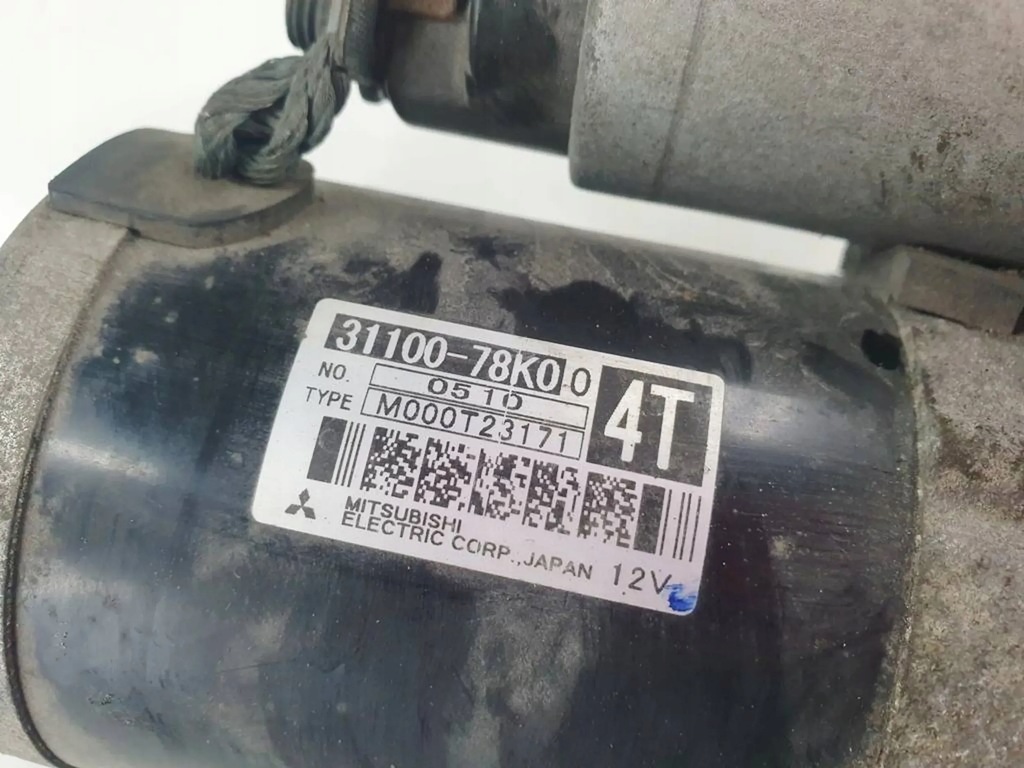 31100-78K00
4T
NO. 0510
TYPE M000T23171
MITSUBISHI
ELECTRIC CORP., JAPAN 12V